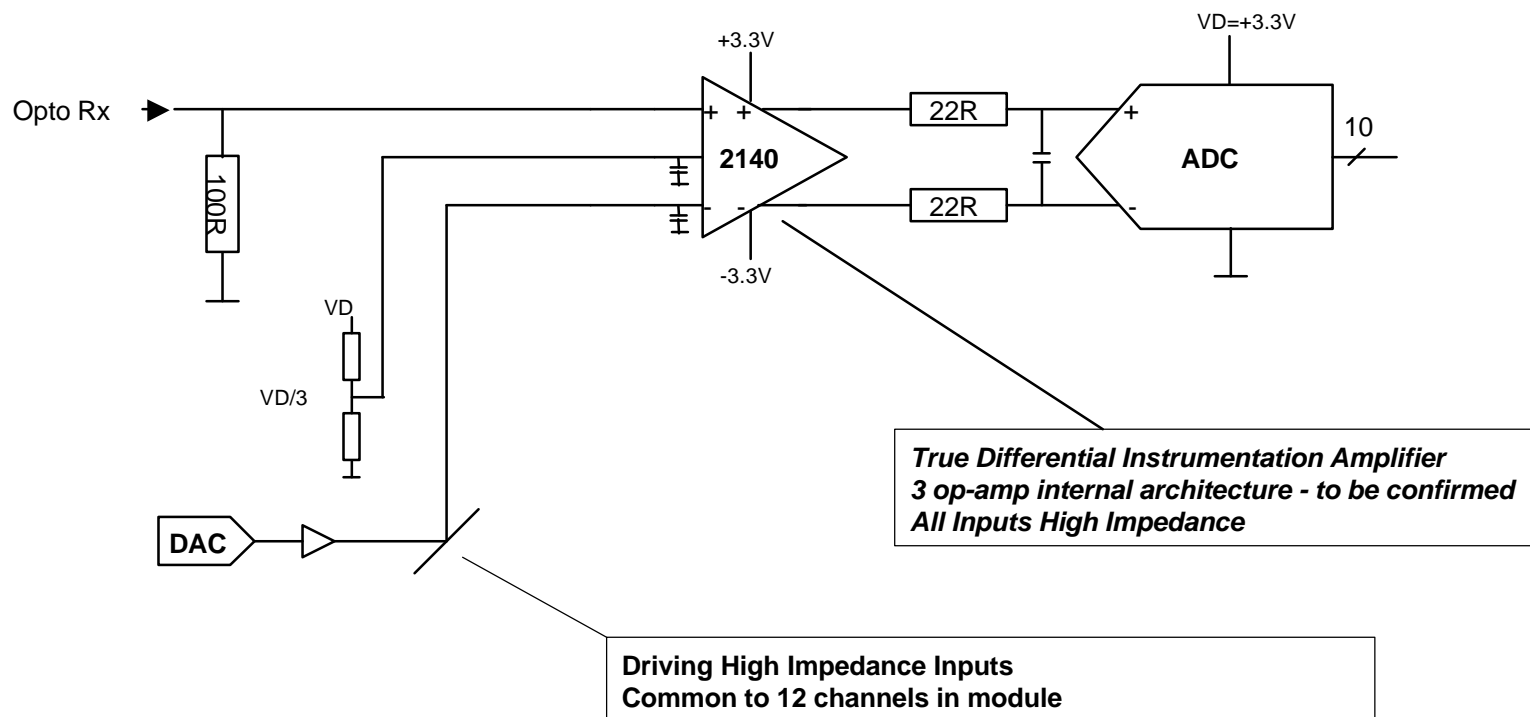 VD=+3.3V
+3.3V
Opto Rx
22R
10
+ +
+
2140
ADC
100R
- -
22R
-
-3.3V
VD
VD/3
True Differential Instrumentation Amplifier
3 op-amp internal architecture - to be confirmed
All Inputs High Impedance
DAC
Driving High Impedance Inputs
Common to 12 channels in module